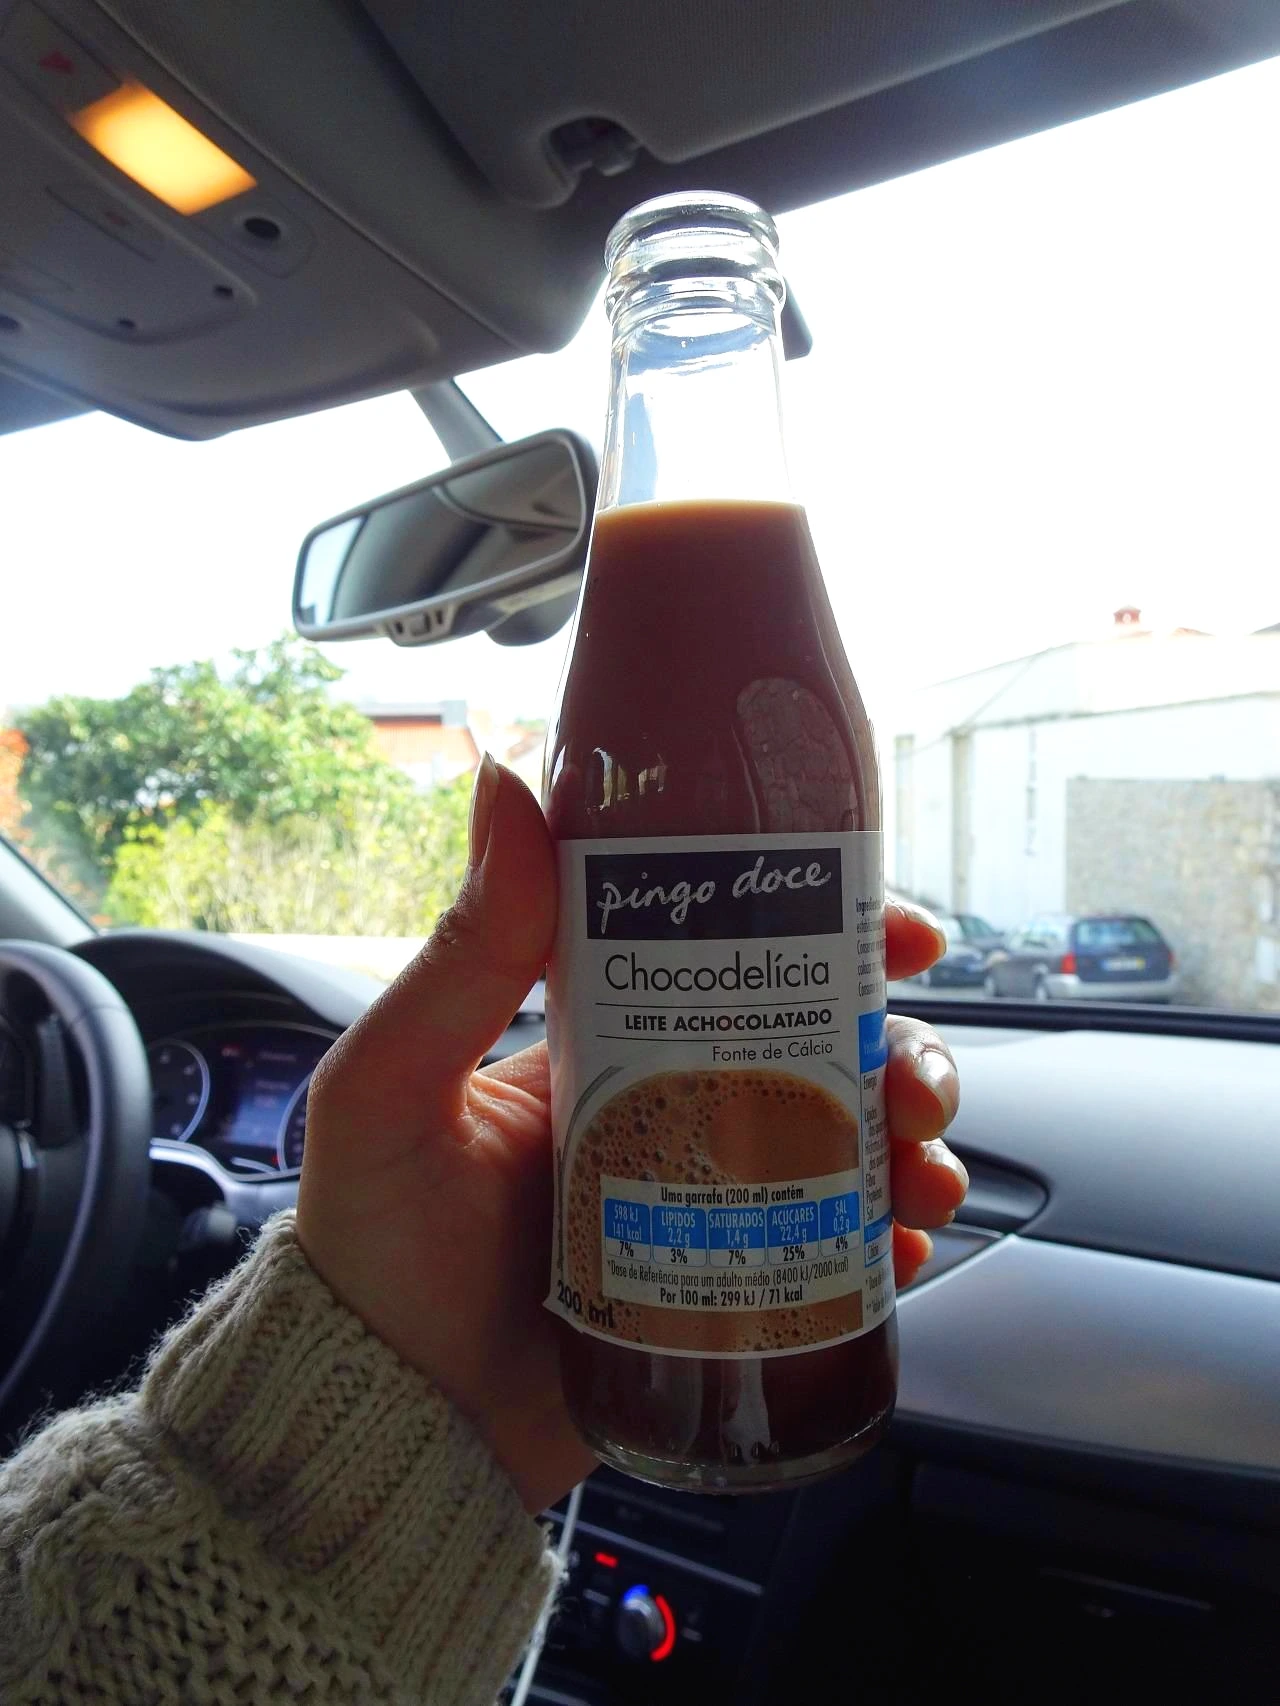 pingo doce
Chocodelícia
LEITE ACHOCOLATADO
Fonte de Cálcio
Uma garrafa (200 ml) contém
598 kJ LÍPIDOS SATURADOS AÇÚCARES SAL
141 kcal 2,2 g 1,4 g 22,4 g 0,2 g
7% 3% 7% 25% 4%
*Dose de Referência para um adulto médio (8400 kJ/2000 kcal)
Por 100 ml: 299 kJ / 71 kcal
200 ml
Energia
Fibra